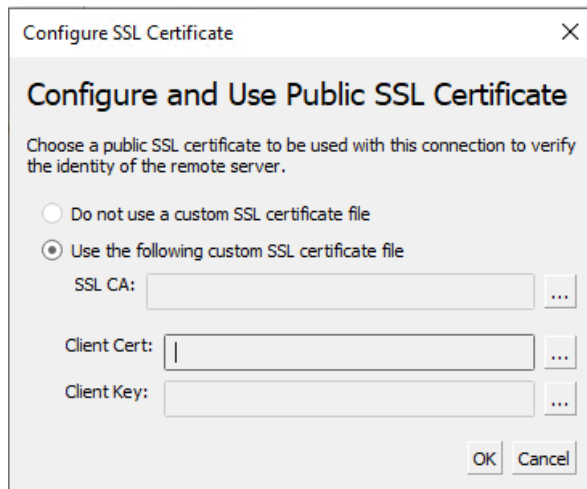 Configure SSL Certificate
Configure and Use Public SSL Certificate
Choose a public SSL certificate to be used with this connection to verify
the identity of the remote server.
Do not use a custom SSL certificate file
Use the following custom SSL certificate file
SSL CA:
...
Client Cert:
...
Client Key:
...
OK
Cancel